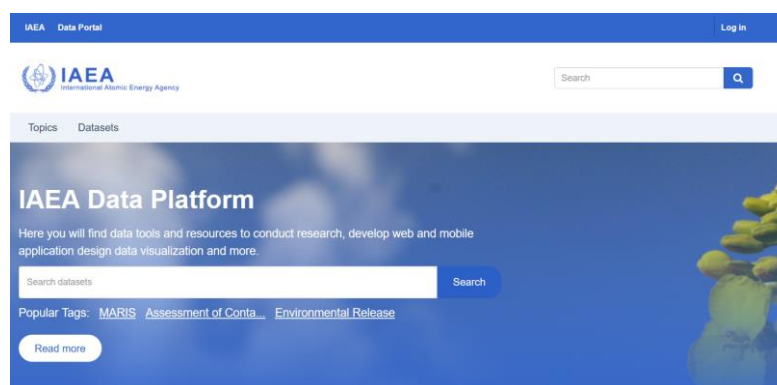 IAEA Data Portal Log in
IAEA
International Atomic Energy Agency
Search
Topics Datasets
IAEA Data Platform
Here you will find data tools and resources to conduct research, develop web and mobile
application design data visualization and more.
Search datasets Search
Popular Tags: MARIS Assessment of Conta... Environmental Release
Read more